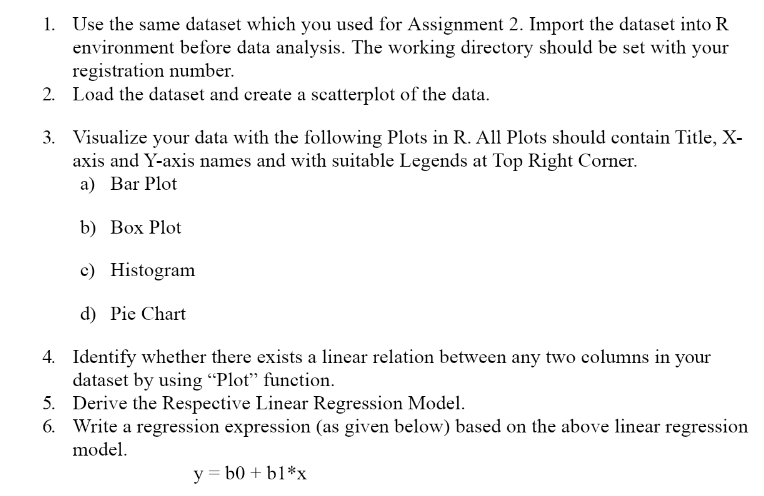 1. Use the same dataset which you used for Assignment 2. Import the dataset into R
environment before data analysis. The working directory should be set with your
registration number.
2. Load the dataset and create a scatterplot of the data.
3. Visualize your data with the following Plots in R. All Plots should contain Title, X-
axis and Y-axis names and with suitable Legends at Top Right Corner.
a) Bar Plot
b) Box Plot
c) Histogram
d) Pie Chart
4. Identify whether there exists a linear relation between any two columns in your
dataset by using “Plot” function.
5. Derive the Respective Linear Regression Model.
6. Write a regression expression (as given below) based on the above linear regression
model.
y = b0 + b1*x